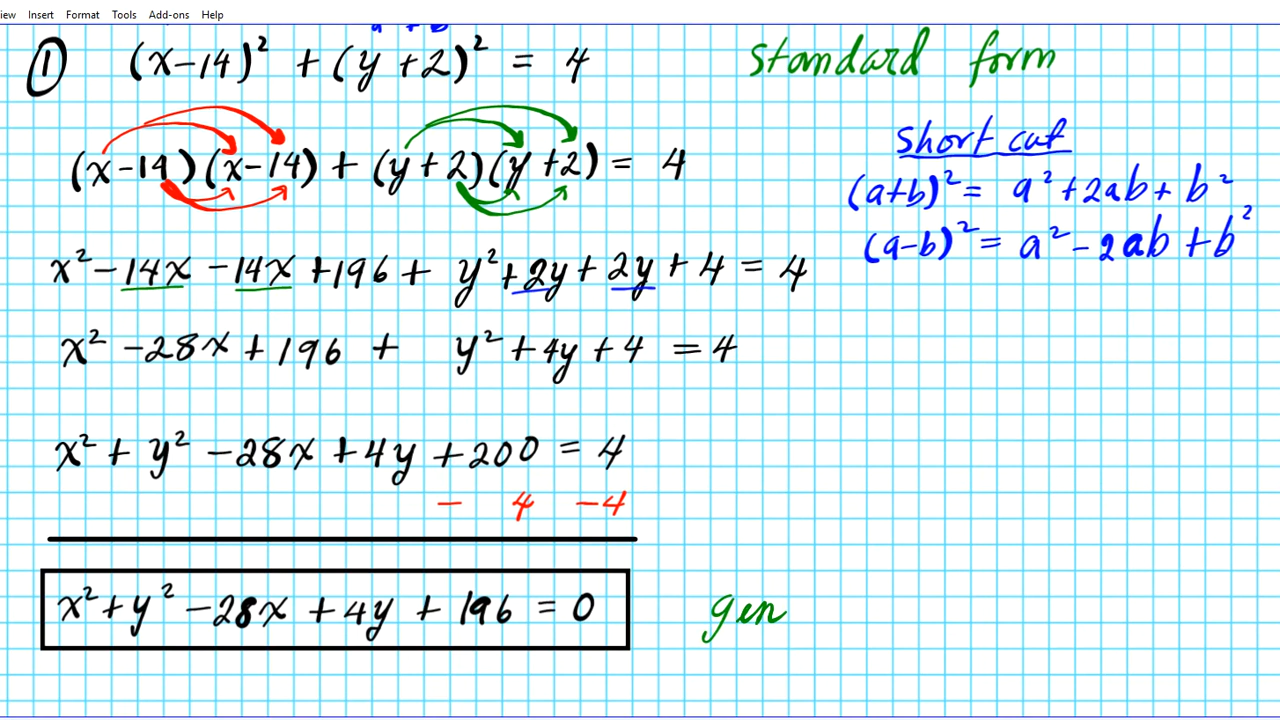 iew Insert Format Tools Add-ons Help
a + b
① (x-14)² + (y+2)² = 4 standard form
(x-14)(x-14) + (y+2)(y+2) = 4
short cut
(a+b)² = a² + 2ab + b²
(a-b)² = a² - 2ab + b²
x² - 14x - 14x + 196 + y² + 2y + 2y + 4 = 4
x² - 28x + 196 + y² + 4y + 4 = 4
x² + y² - 28x + 4y + 200 = 4
- 4 -4
x² + y² - 28x + 4y + 196 = 0 gen